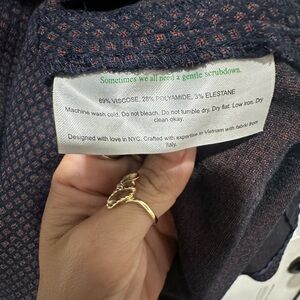 Sometimes we all need a gentle scrubdown.
69% VISCOSE, 28% POLYAMIDE, 3% ELASTANE
Machine wash cold. Do not bleach. Do not tumble dry. Dry flat. Low iron. Dry
clean okay.
Designed with love in NYC. Crafted with expertise in Vietnam with fabric from
Italy.